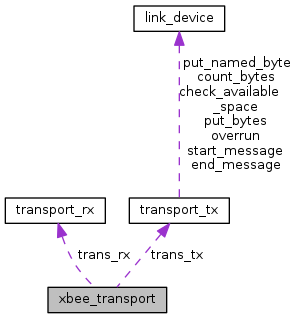 link_device
put_named_byte
count_bytes
check_available
_space
put_bytes
overrun
start_message
end_message
transport_rx
transport_tx
trans_rx
trans_tx
xbee_transport